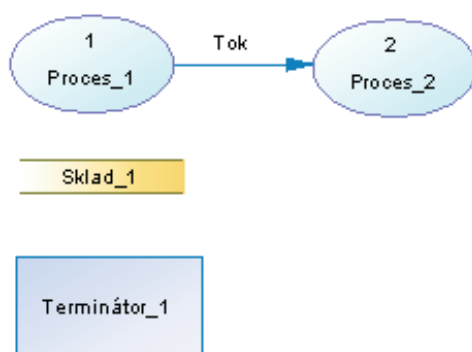 1
Proces_1
Tok
2
Proces_2
Sklad_1
Terminátor_1